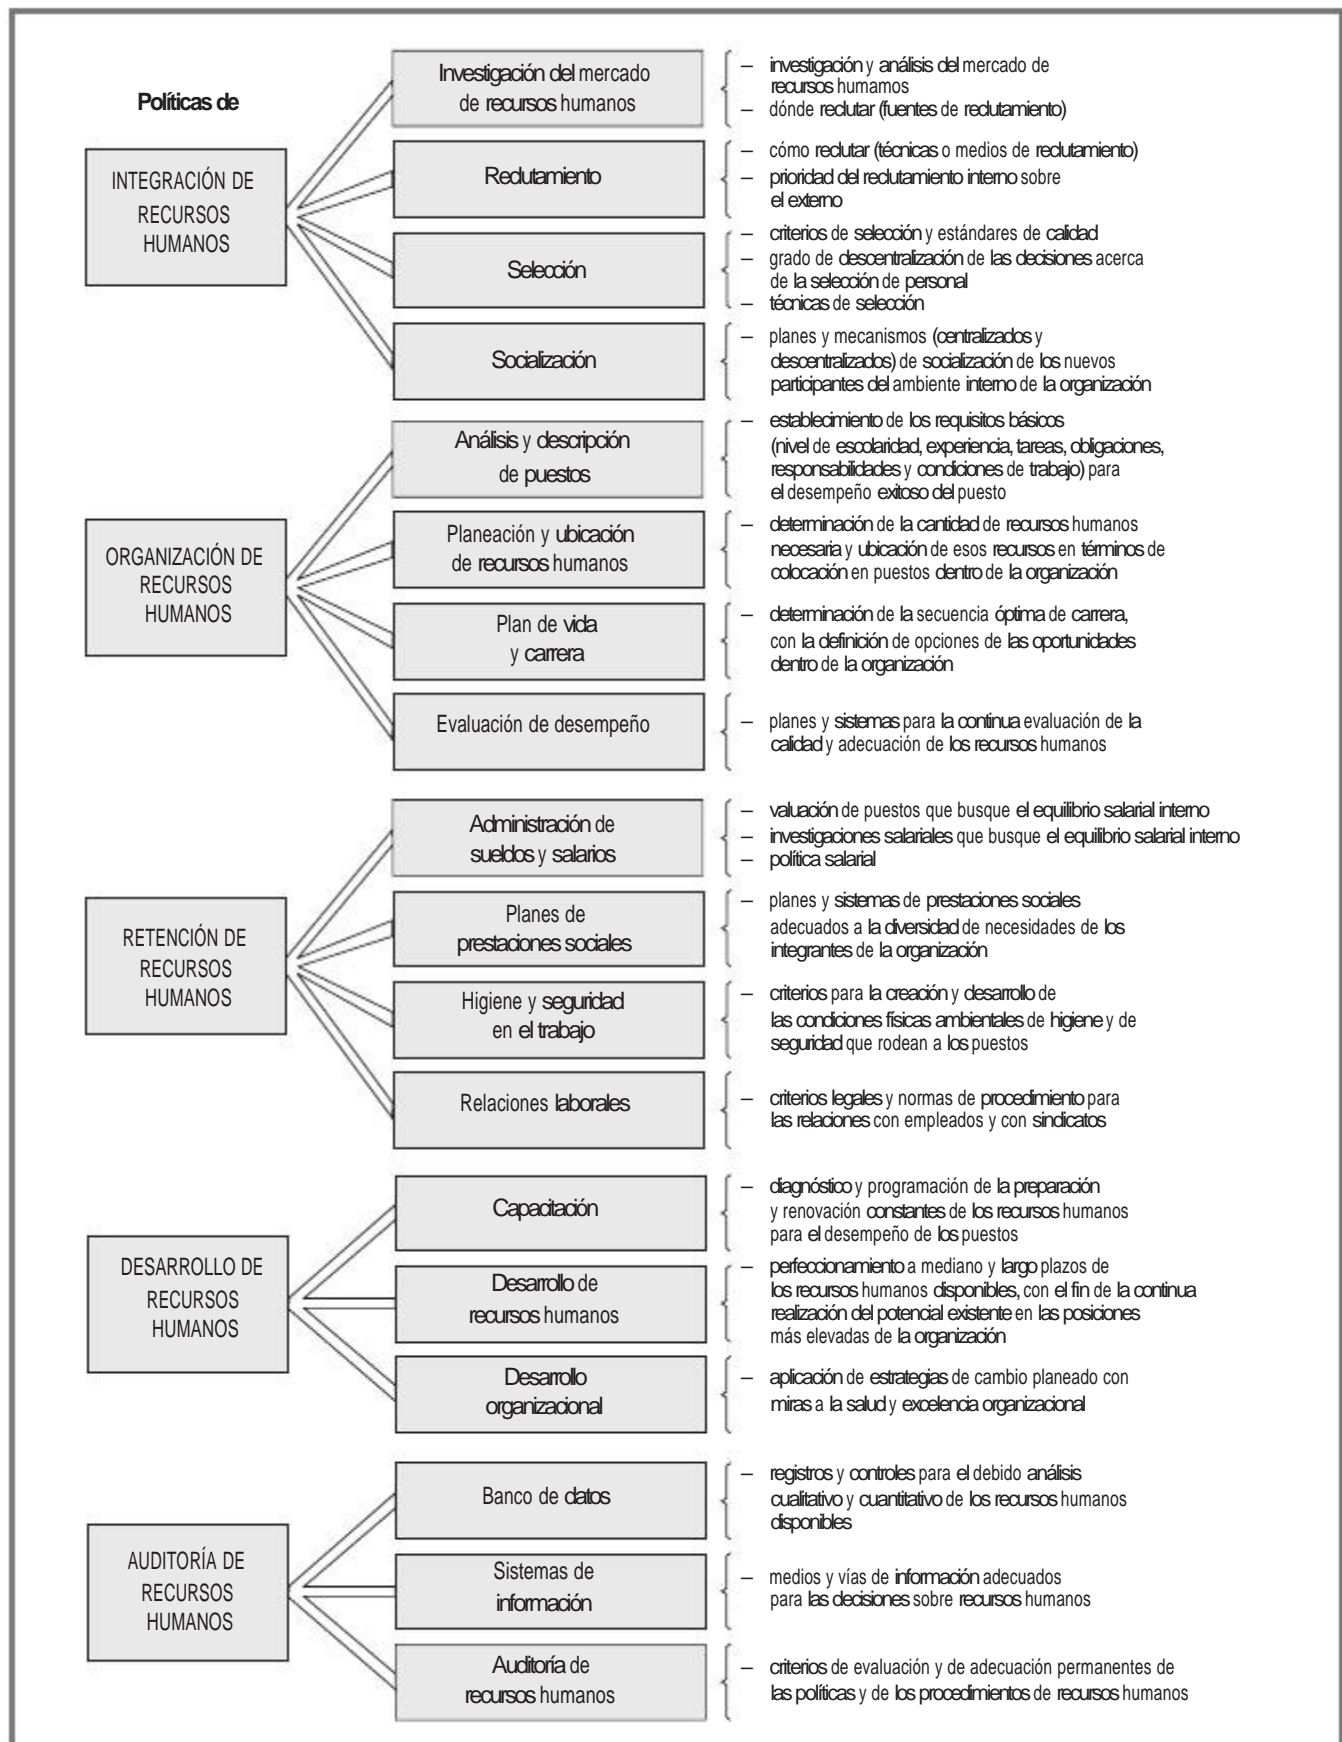 Políticas de
INTEGRACIÓN DE
RECURSOS
HUMANOS
Investigación del mercado
de recursos humanos
– investigación y análisis del mercado de
recursos humamos
– dónde reclutar (fuentes de reclutamiento)
Reclutamiento
– cómo reclutar (técnicas o medios de reclutamiento)
– prioridad del reclutamiento interno sobre
el externo
Selección
– criterios de selección y estándares de calidad
– grado de descentralización de las decisiones acerca
de la selección de personal
– técnicas de selección
Socialización
– planes y mecanismos (centralizados y
descentralizados) de socialización de los nuevos
participantes del ambiente interno de la organización
ORGANIZACIÓN DE
RECURSOS
HUMANOS
Análisis y descripción
de puestos
– establecimiento de los requisitos básicos
(nivel de escolaridad, experiencia, tareas, obligaciones,
responsabilidades y condiciones de trabajo) para
el desempeño exitoso del puesto
Planeación y ubicación
de recursos humanos
– determinación de la cantidad de recursos humanos
necesaria y ubicación de esos recursos en términos de
colocación en puestos dentro de la organización
Plan de vida
y carrera
– determinación de la secuencia óptima de carrera,
con la definición de opciones de las oportunidades
dentro de la organización
Evaluación de desempeño
– planes y sistemas para la continua evaluación de la
calidad y adecuación de los recursos humanos
RETENCIÓN DE
RECURSOS
HUMANOS
Administración de
sueldos y salarios
– valuación de puestos que busque el equilibrio salarial interno
– investigaciones salariales que busque el equilibrio salarial interno
– política salarial
Planes de
prestaciones sociales
– planes y sistemas de prestaciones sociales
adecuados a la diversidad de necesidades de los
integrantes de la organización
Higiene y seguridad
en el trabajo
– criterios para la creación y desarrollo de
las condiciones físicas ambientales de higiene y de
seguridad que rodean a los puestos
Relaciones laborales
– criterios legales y normas de procedimiento para
las relaciones con empleados y con sindicatos
DESARROLLO DE
RECURSOS
HUMANOS
Capacitación
– diagnóstico y programación de la preparación
y renovación constantes de los recursos humanos
para el desempeño de los puestos
Desarrollo de
recursos humanos
– perfeccionamiento a mediano y largo plazos de
los recursos humanos disponibles, con el fin de la continua
realización del potencial existente en las posiciones
más elevadas de la organización
Desarrollo
organizacional
– aplicación de estrategias de cambio planeado con
miras a la salud y excelencia organizacional
AUDITORÍA DE
RECURSOS
HUMANOS
Banco de datos
– registros y controles para el debido análisis
cualitativo y cuantitativo de los recursos humanos
disponibles
Sistemas de
información
– medios y vías de información adecuados
para las decisiones sobre recursos humanos
Auditoría de
recursos humanos
– criterios de evaluación y de adecuación permanentes de
las políticas y de los procedimientos de recursos humanos